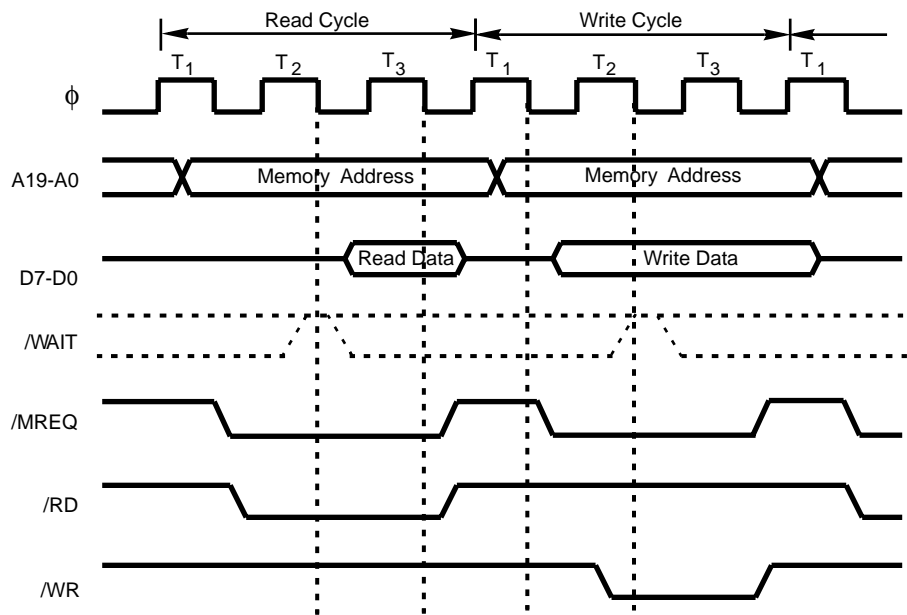 Read Cycle Write Cycle
T1 T2 T3 T1 T2 T3 T1
ϕ
A19-A0 Memory Address Memory Address
D7-D0 Read Data Write Data
/WAIT
/MREQ
/RD
/WR